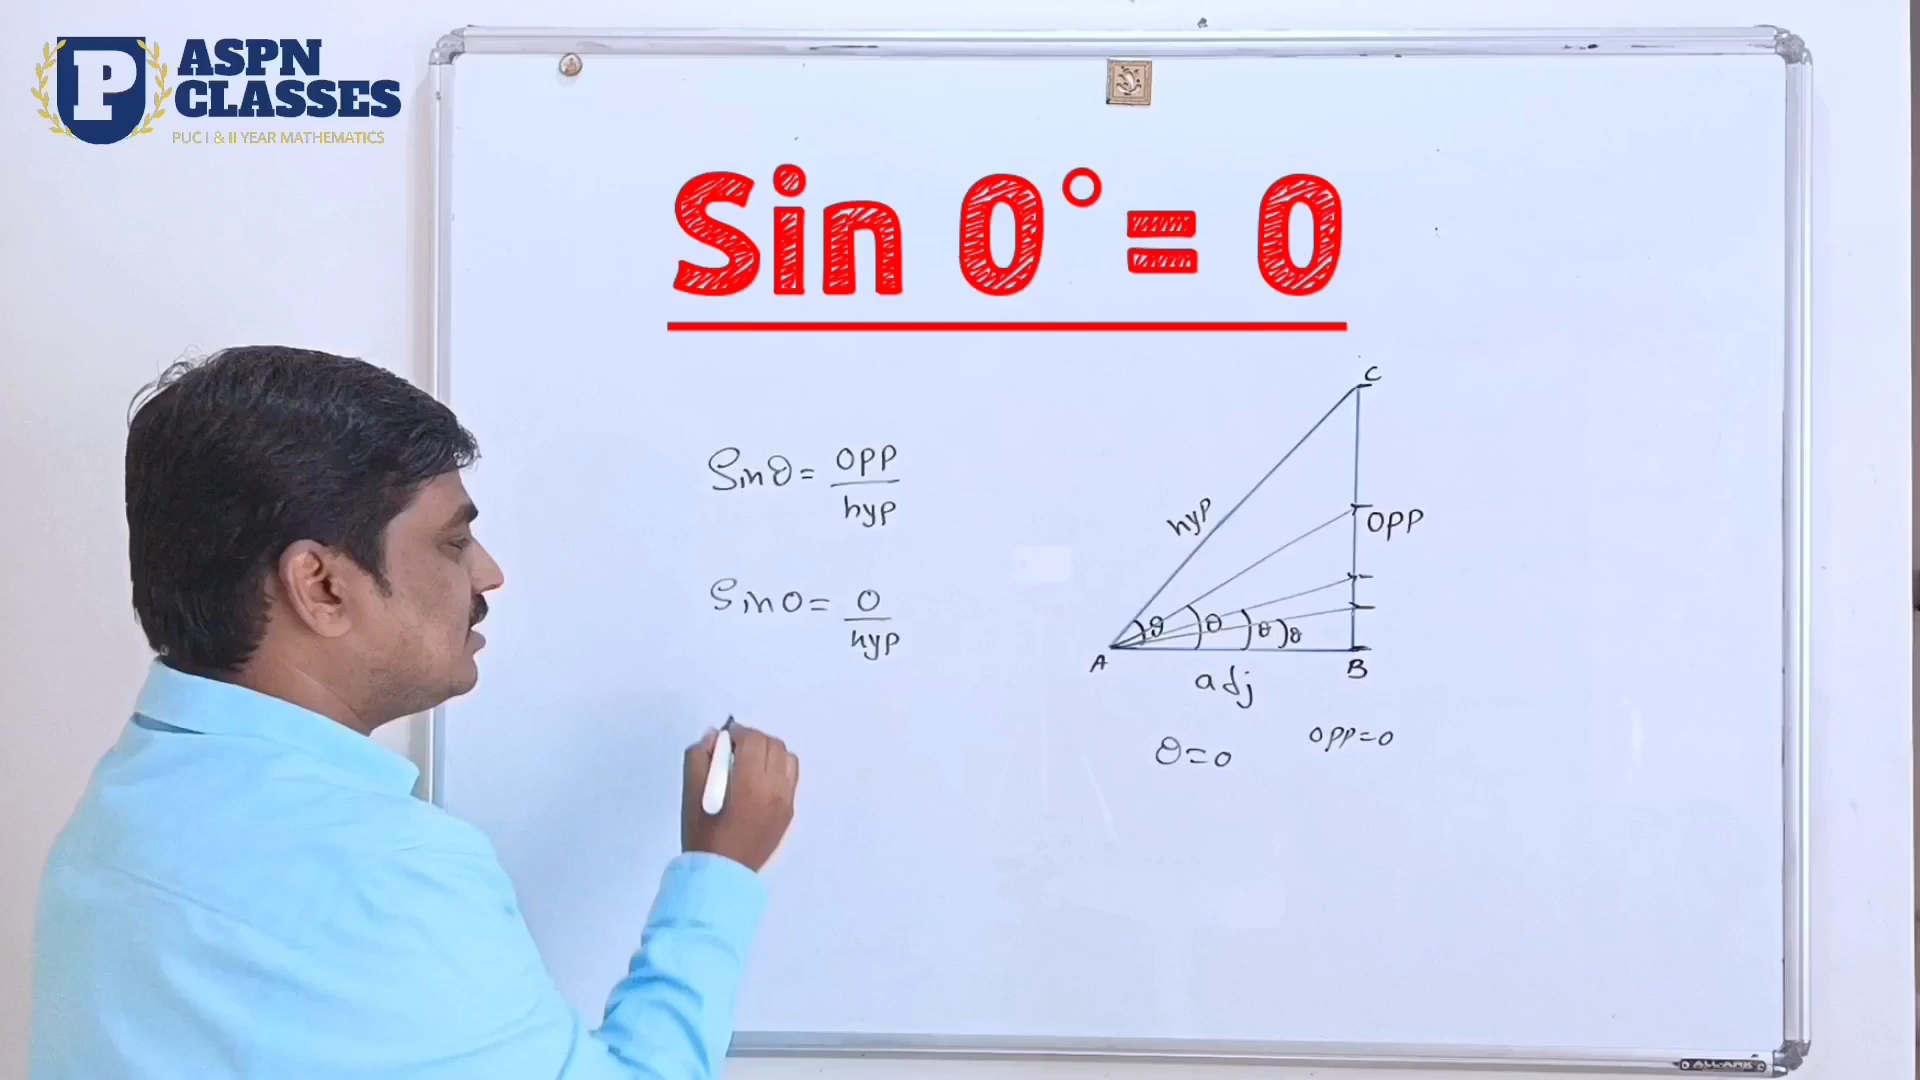 ASPN
CLASSES
PUC I & II YEAR MATHEMATICS
P
Sin 0° = 0
Sinθ = opp
hyp
Sin0 = 0
hyp
C
hyp
opp
θ θ θ θ
A
B
adj
θ=0
opp=0